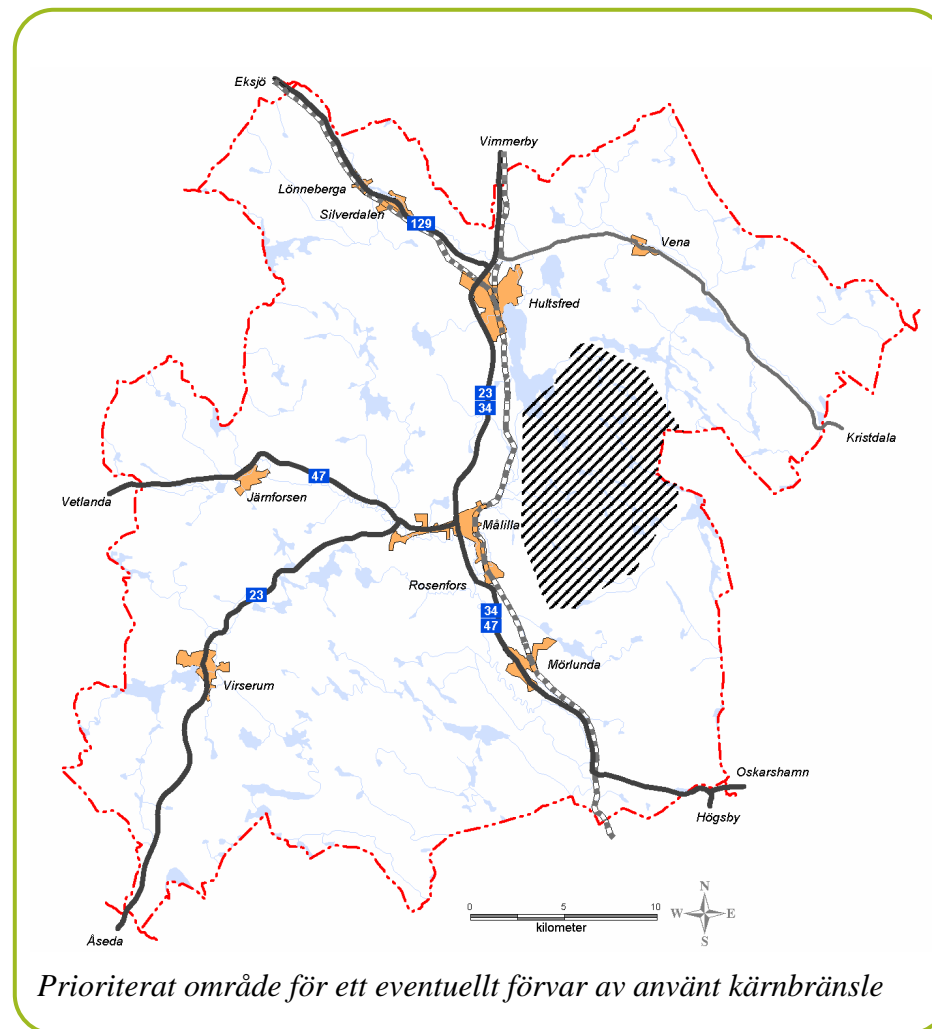 Eksjö
Vimmerby
Lönneberga
Silverdalen
129
Vena
Hultsfred
23
34
Kristdala
47
Vetlanda
Järnforsen
Målilla
Rosenfors
23
34
47
Mörlunda
Virserum
Oskarshamn
Högsby
N
0 5 10
W E
kilometer
S
Åseda
Prioriterat område för ett eventuellt förvar av använt kärnbränsle